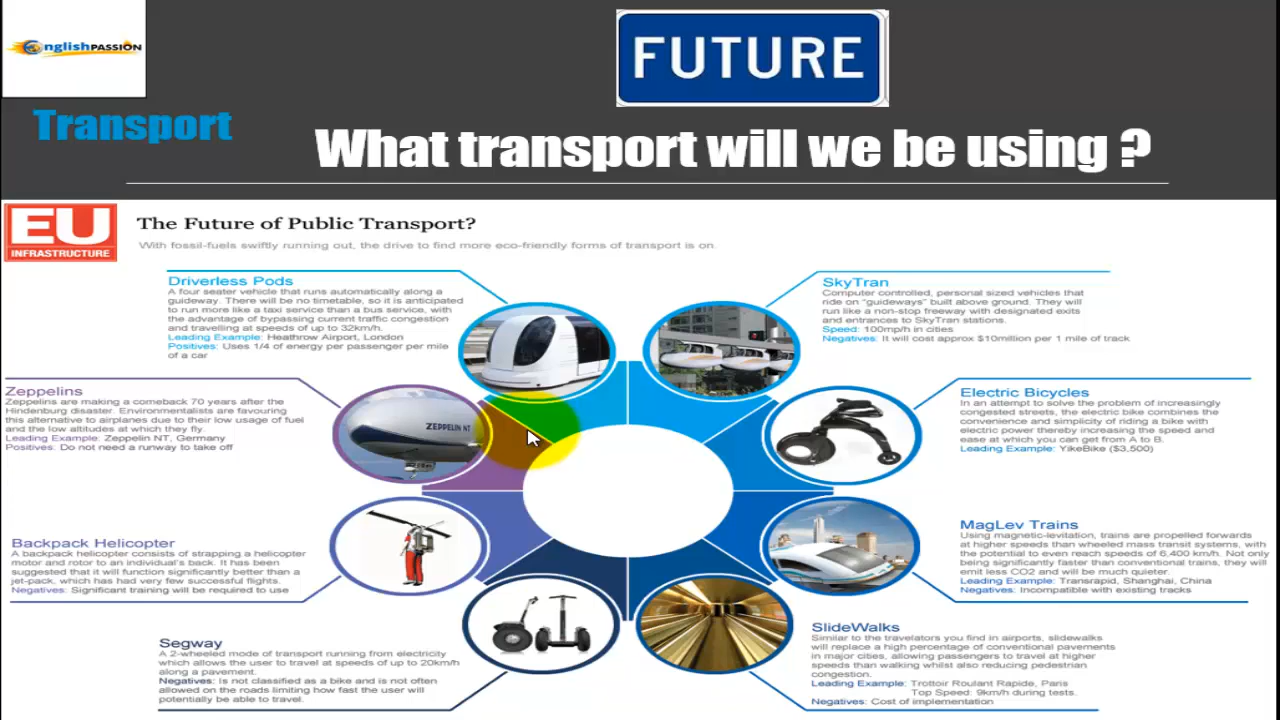 nglishPASSION
FUTURE
Transport
What transport will we be using ?
EU
INFRASTRUCTURE
The Future of Public Transport?
With fossil-fuels swiftly running out, the drive to find more eco-friendly forms of transport is on.
Driverless Pods
A four seater vehicle that runs automatically along a
guideway. There will be no timetable, so it is anticipated
to run more like a taxi service than a bus service, with
the advantage of bypassing current traffic congestion
and travelling at speeds of up to 32km/h.
Leading Example: Heathrow Airport, London
Positives: Uses 1/4 of energy per passenger per mile
of a car
SkyTran
Computer controlled, personal sized vehicles that
ride on "guideways" built above ground. They will
run like a non-stop freeway with designated exits
and entrances to SkyTran stations.
Speed: 100mp/h in cities
Negatives: It will cost approx $10million per 1 mile of track
Zeppelins
Zeppelins are making a comeback 70 years after the
Hindenburg disaster. Environmentalists are favouring
this alternative to airplanes due to their low usage of fuel
and the low altitudes at which they fly.
Leading Example: Zeppelin NT, Germany
Positives: Do not need a runway to take off
ZEPPELIN NT
Electric Bicycles
In an attempt to solve the problem of increasingly
congested streets, the electric bike combines the
convenience and simplicity of riding a bike with
electric power thereby increasing the speed and
ease at which you can get from A to B.
Leading Example: YikeBike ($3,500)
Backpack Helicopter
A backpack helicopter consists of strapping a helicopter
motor and rotor to an individual's back. It has been
suggested that it will function significantly better than a
jet-pack, which has had very few successful flights.
Negatives: Significant training will be required to use
MagLev Trains
Using magnetic-levitation, trains are propelled forwards
at higher speeds than wheeled mass transit systems, with
the potential to even reach speeds of 6,400 km/h. Not only
being significantly faster than conventional trains, they will
emit less CO2 and will be much quieter.
Leading Example: Transrapid, Shanghai, China
Negatives: Incompatible with existing tracks
Segway
A 2-wheeled mode of transport running from electricity
which allows the user to travel at speeds of up to 20km/h
along a pavement.
Negatives: Is not classified as a bike and is not often
allowed on the roads limiting how fast the user will
potentially be able to travel.
SlideWalks
Similar to the travelators you find in airports, slidewalks
will replace a high percentage of conventional pavements
in major cities, allowing passengers to travel at higher
speeds than walking whilst also reducing pedestrian
congestion.
Leading Example: Trottoir Roulant Rapide, Paris
Top Speed: 9km/h during tests.
Negatives: Cost of implementation